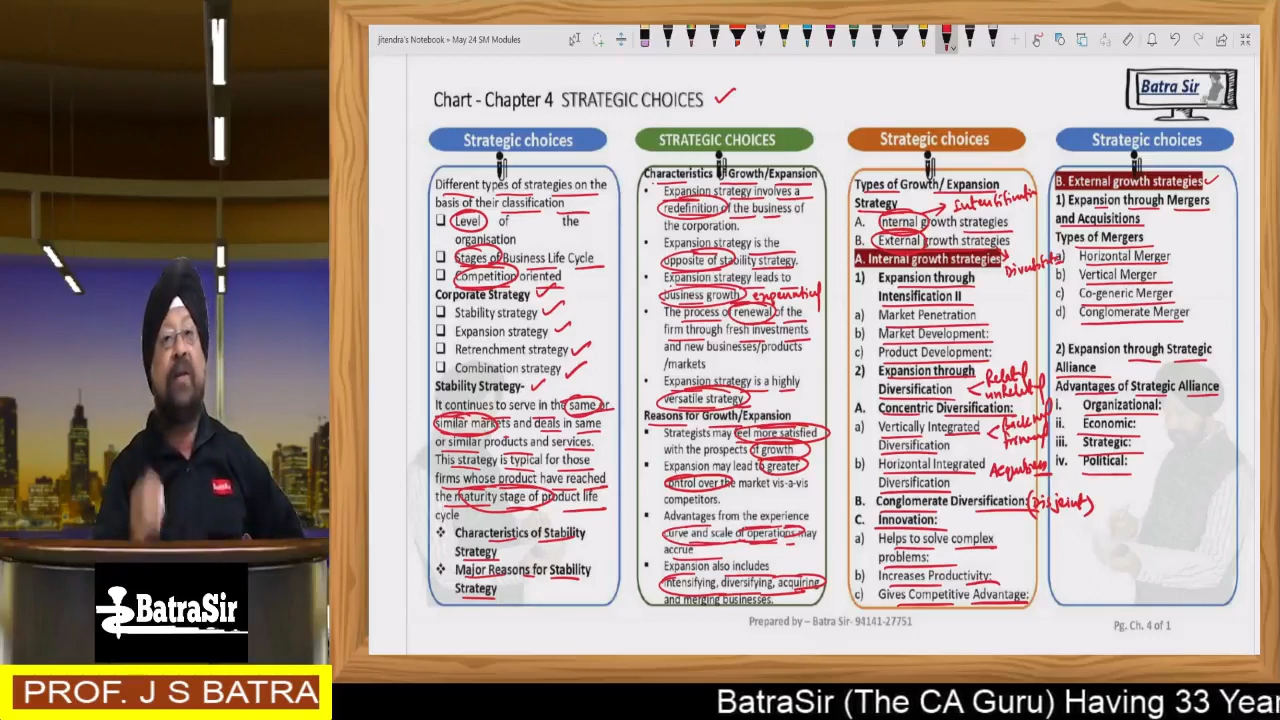 jitendra's Notebook » May 24 SM Modules
Chart - Chapter 4 STRATEGIC CHOICES
Batra Sir
Strategic choices
Different types of strategies on the
basis of their classification
Level of the
organisation
Stages of Business Life Cycle
Competition oriented
Corporate Strategy
Stability strategy
Expansion strategy
Retrenchment strategy
Combination strategy
Stability Strategy-
It continues to serve in the same or
similar markets and deals in same
or similar products and services.
This strategy is typical for those
firms whose product have reached
the maturity stage of product life
cycle
Characteristics of Stability
Strategy
Major Reasons for Stability
Strategy
STRATEGIC CHOICES
Characteristics of Growth/Expansion
Expansion strategy involves a
redefinition of the business of
the corporation.
Expansion strategy is the
opposite of stability strategy.
Expansion strategy leads to
business growth
The process of renewal of the
firm through fresh investments
and new businesses/products
/markets
Expansion strategy is a highly
versatile strategy
Reasons for Growth/Expansion
Strategists may feel more satisfied
with the prospects of growth
Expansion may lead to greater
control over the market vis-a-vis
competitors.
Advantages from the experience
curve and scale of operations may
accrue
Expansion also includes
intensifying, diversifying, acquiring
and merging businesses.
Strategic choices
Types of Growth/ Expansion
Strategy
A. Internal growth strategies
B. External growth strategies
A. Internal growth strategies
1) Expansion through
Intensification II
a) Market Penetration
b) Market Development:
c) Product Development:
2) Expansion through
Diversification
Related
unrelated
A. Concentric Diversification:
a) Vertically Integrated
Diversification
Backward
forward
b) Horizontal Integrated
Diversification
B. Conglomerate Diversification: (Disjoint)
C. Innovation:
a) Helps to solve complex
problems:
b) Increases Productivity:
c) Gives Competitive Advantage:
Strategic choices
B. External growth strategies
1) Expansion through Mergers
and Acquisitions
Types of Mergers
a) Horizontal Merger
b) Vertical Merger
c) Co-generic Merger
d) Conglomerate Merger
2) Expansion through Strategic
Alliance
Advantages of Strategic Alliance
i. Organizational:
ii. Economic:
iii. Strategic:
iv. Political:
Prepared by – Batra Sir- 94141-27751
Pg. Ch. 4 of 1
BatraSir
PROF. J S BATRA
BatraSir (The CA Guru) Having 33 Year